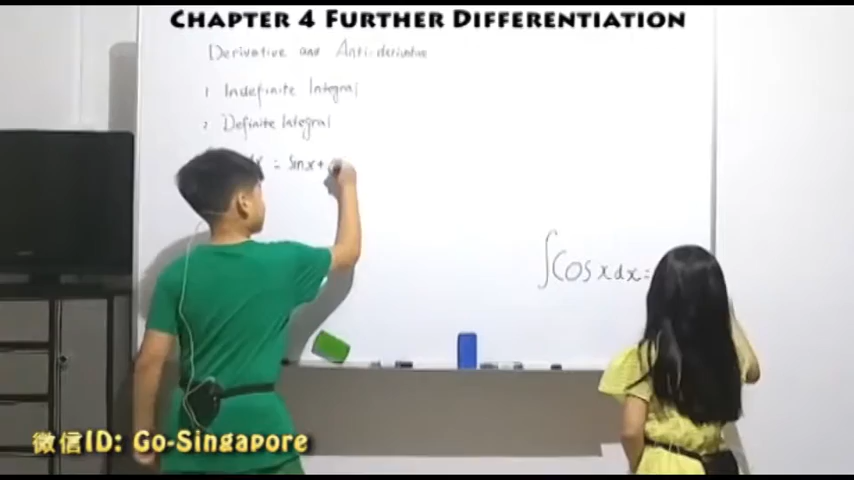 CHAPTER 4 FURTHER DIFFERENTIATION
Derivative and Anti-derivative
1 Indefinite Integral
2 Definite Integral
dx = Sinx +
∫Cosxdx=
微信ID: Go-Singapore